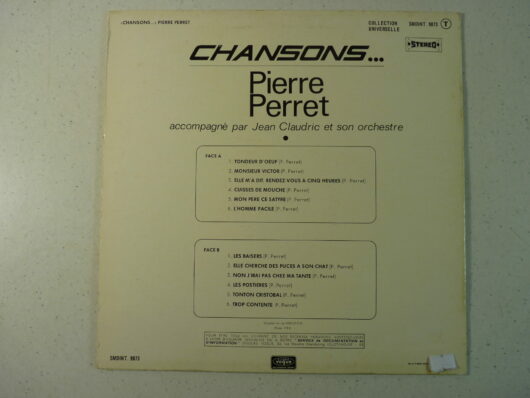 «CHANSONS...» PIERRE PERRET
COLLECTION
UNIVERSELLE
SMDINT. 9873 T
STEREO
CHANSONS...
Pierre
Perret
accompagné par Jean Claudric et son orchestre
FACE A
1. TONDEUR D'OEUF (P. Perret)
2. MONSIEUR VICTOR (P. Perret)
3. ELLE M'A DIT RENDEZ-VOUS A CINQ HEURES (P. Perret)
4. CUISSES DE MOUCHE (P. Perret)
5. MON PERE CE SATYRE (P. Perret)
6. L'HOMME FACILE (P. Perret)
FACE B
1. LES BAISERS (P. Perret)
2. ELLE CHERCHE DES PUCES A SON CHAT (P. Perret)
3. NON J'IRAI PAS CHEZ MA TANTE (P. Perret)
4. LES POSTIERES (P. Perret)
5. TONTON CRISTOBAL (P. Perret)
6. TROP CONTENTE (P. Perret)
SMDINT. 9873
VOGUE